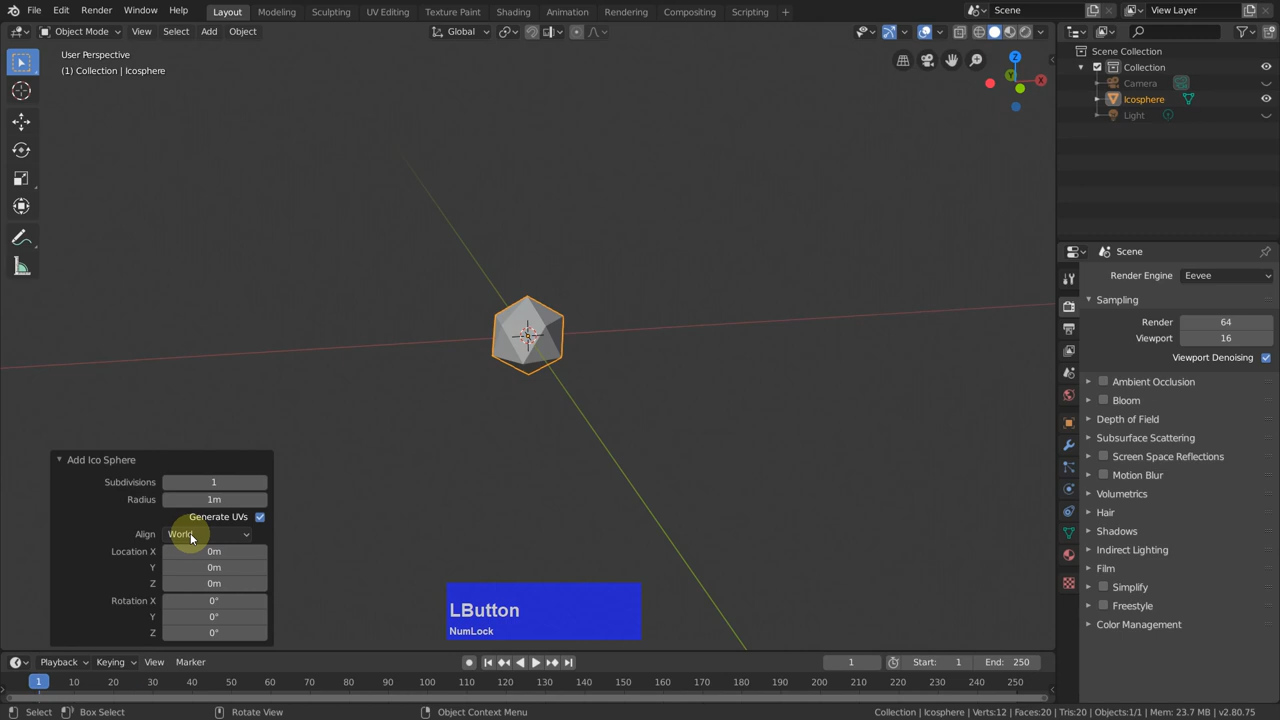 File Edit Render Window Help Layout Modeling Sculpting UV Editing Texture Paint Shading Animation Rendering Compositing Scripting + Scene View Layer
Object Mode View Select Add Object Global
User Perspective
(1) Collection | Icosphere
Z
Y
X
Scene Collection
Collection
Camera
Icosphere
Light
Scene
Render Engine Eevee
Sampling
Render 64
Viewport 16
Viewport Denoising
Ambient Occlusion
Bloom
Depth of Field
Subsurface Scattering
Screen Space Reflections
Motion Blur
Volumetrics
Hair
Shadows
Indirect Lighting
Film
Simplify
Freestyle
Color Management
Add Ico Sphere
Subdivisions 1
Radius 1m
Generate UVs
Align World
Location X 0m
Y 0m
Z 0m
Rotation X 0°
Y 0°
Z 0°
LButton
NumLock
Playback Keying View Marker 1 Start: 1 End: 250
1 10 20 30 40 50 60 70 80 90 100 110 120 130 140 150 160 170 180 190 200 210 220 230 240 250
Select Box Select Rotate View Object Context Menu Collection | Icosphere | Verts:12 | Faces:20 | Tris:20 | Objects:1/1 | Mem: 23.7 MB | v2.80.75